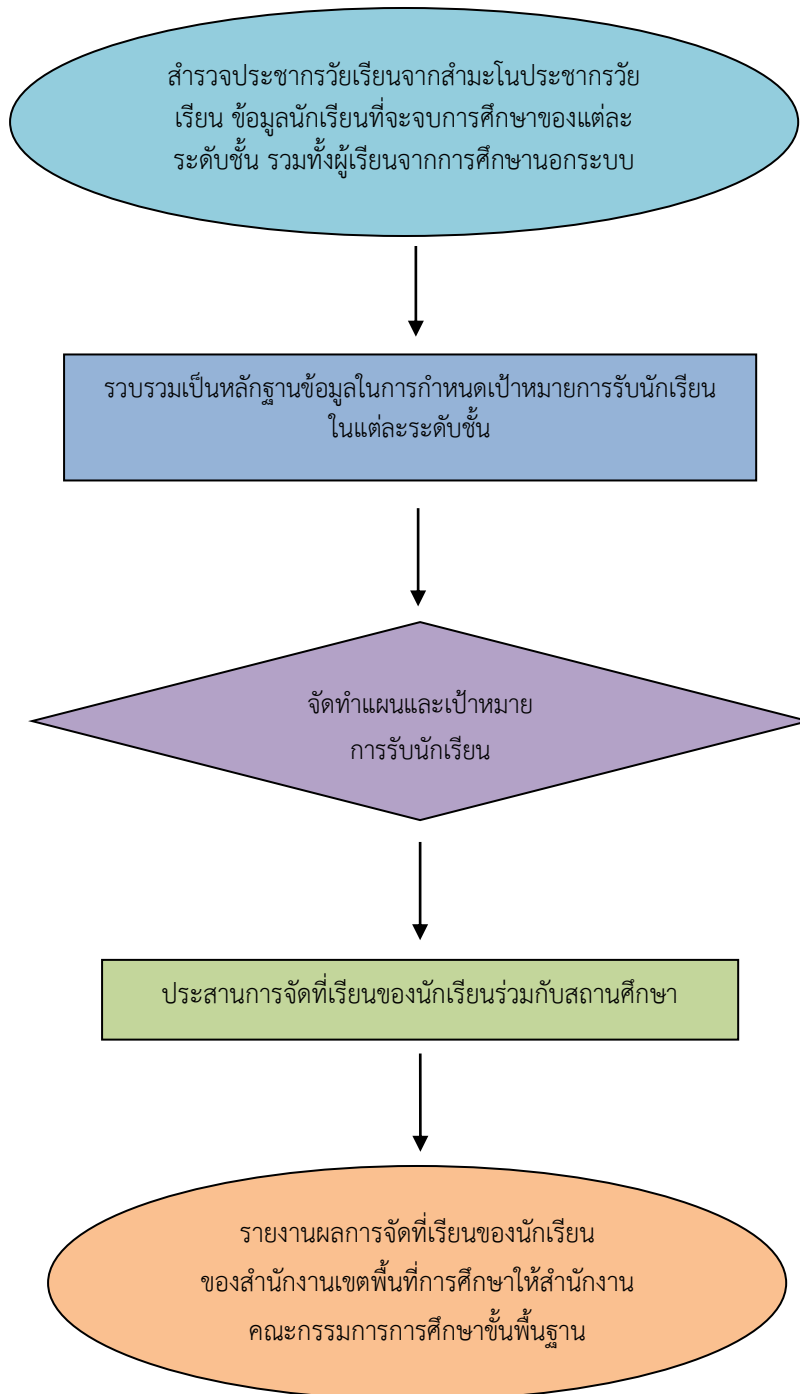 สำรวจประชากรวัยเรียนจากสำมะโนประชากรวัย
เรียน ข้อมูลนักเรียนที่จะจบการศึกษาของแต่ละ
ระดับชั้น รวมทั้งผู้เรียนจากการศึกษานอกระบบ
รวบรวมเป็นหลักฐานข้อมูลในการกำหนดเป้าหมายการรับนักเรียน
ในแต่ละระดับชั้น
จัดทำแผนและเป้าหมาย
การรับนักเรียน
ประสานการจัดที่เรียนของนักเรียนร่วมกับสถานศึกษา
รายงานผลการจัดที่เรียนของนักเรียน
ของสำนักงานเขตพื้นที่การศึกษาให้สำนักงาน
คณะกรรมการการศึกษาขั้นพื้นฐาน